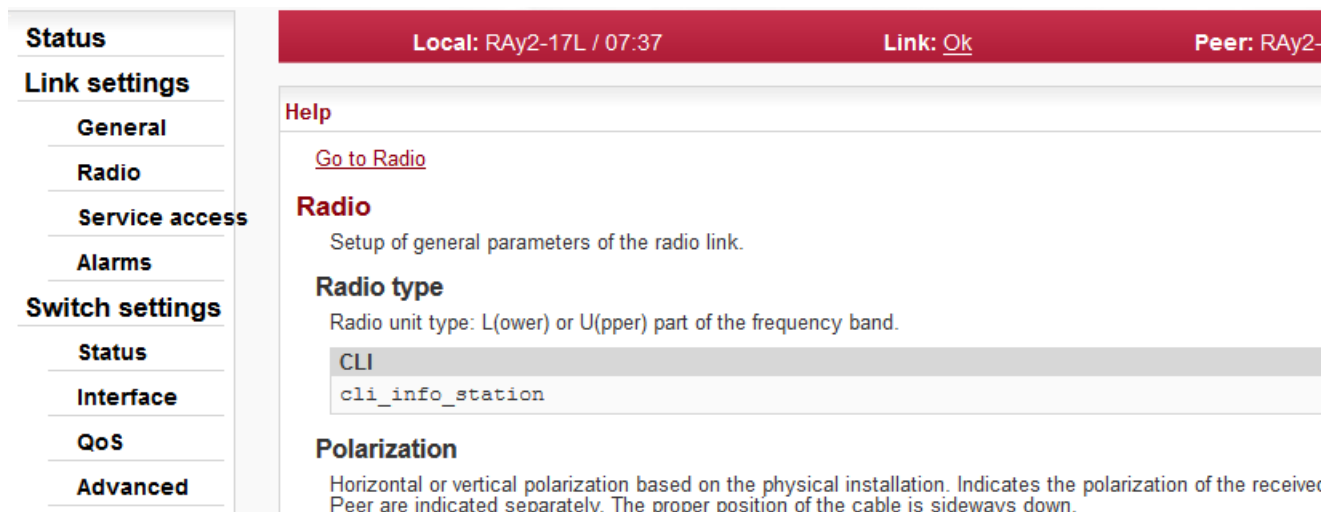 Status
Link settings
General
Radio
Service access
Alarms
Switch settings
Status
Interface
QoS
Advanced
Local: RAy2-17L / 07:37 Link: Ok Peer: RAy2-
Help
Go to Radio
Radio
Setup of general parameters of the radio link.
Radio type
Radio unit type: L(ower) or U(pper) part of the frequency band.
CLI
cli_info_station
Polarization
Horizontal or vertical polarization based on the physical installation. Indicates the polarization of the received
Peer are indicated separately. The proper position of the cable is sideways down.